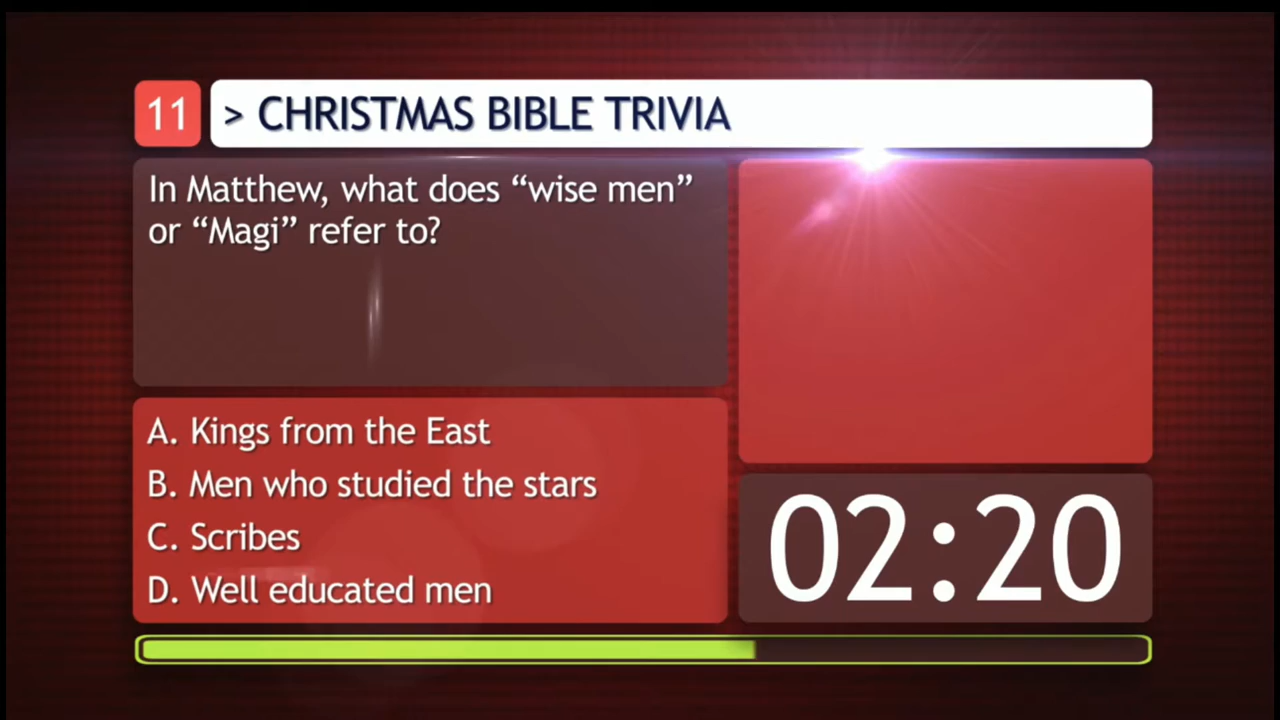 11
> CHRISTMAS BIBLE TRIVIA
In Matthew, what does “wise men”
or “Magi” refer to?
A. Kings from the East
B. Men who studied the stars
C. Scribes
D. Well educated men
02:20